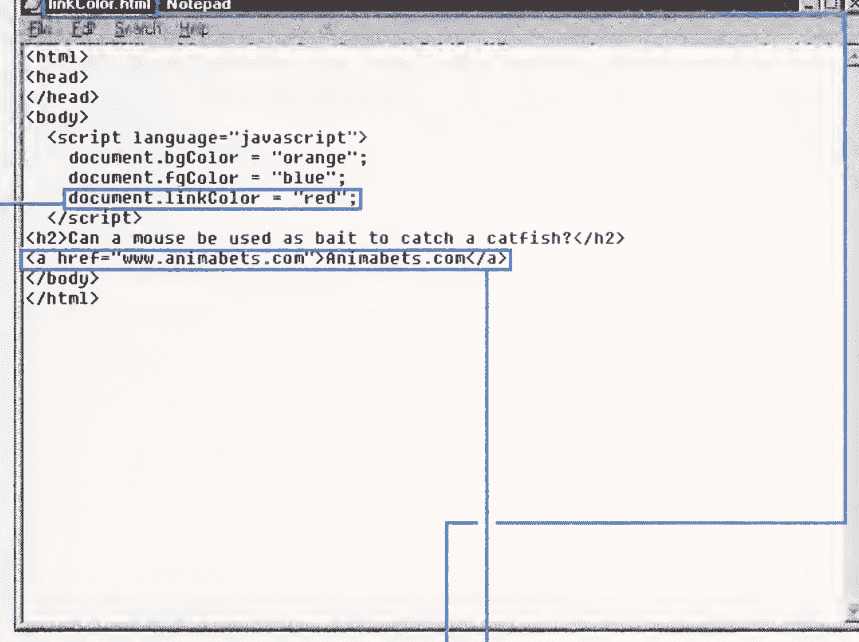 linkColor.html - Notepad
File Edit Search Help
<html>
<head>
</head>
<body>
<script language="javascript">
document.bgColor = "orange";
document.fgColor = "blue";
document.linkColor = "red";
</script>
<h2>Can a mouse be used as bait to catch a catfish?</h2>
<a href="www.animabets.com">Animabets.com</a>
</body>
</html>